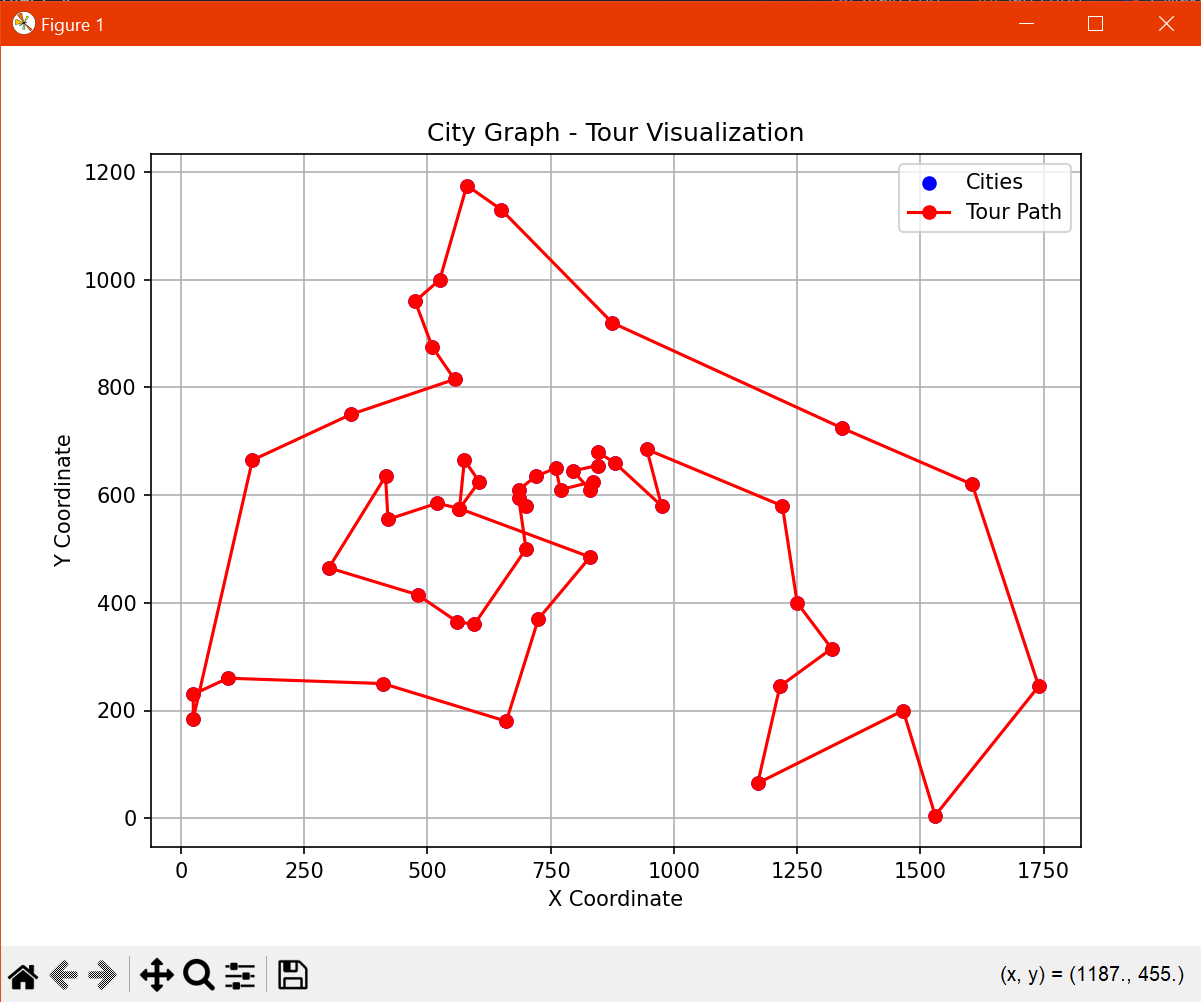 Figure 1
City Graph - Tour Visualization
Cities
Tour Path
1200
1000
800
600
400
200
0
Y Coordinate
0 250 500 750 1000 1250 1500 1750
X Coordinate
(x, y) = (1187., 455.)